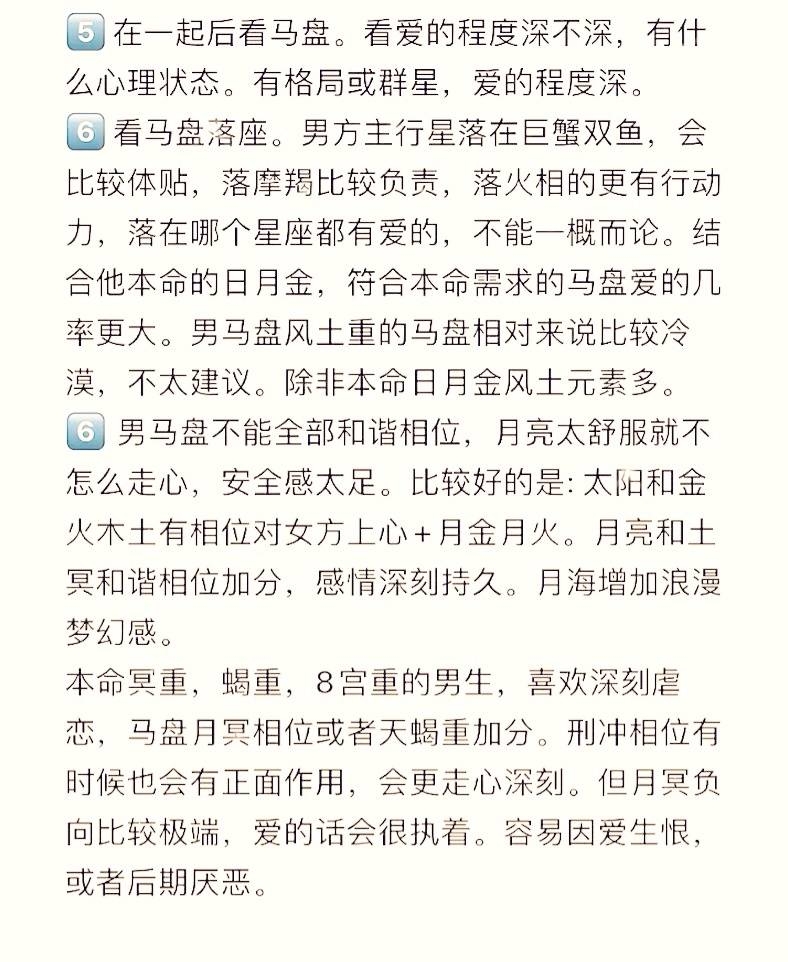 5️⃣在一起后看马盘。看爱的程度深不深，有什
么心理状态。有格局或群星，爱的程度深。
6️⃣看马盘落座。男方主行星落在巨蟹双鱼，会
比较体贴，落摩羯比较负责，落火相的更有行动
力，落在哪个星座都有爱的，不能一概而论。结
合他本命的日月金，符合本命需求的马盘爱的几
率更大。男马盘风土重的马盘相对来说比较冷
漠，不太建议。除非本命日月金风土元素多。
6️⃣ 男马盘不能全部和谐相位，月亮太舒服就不
怎么走心，安全感太足。比较好的是: 太阳和金
火木土有相位对女方上心+月金月火。月亮和土
冥和谐相位加分，感情深刻持久。月海增加浪漫
梦幻感。
本命冥重，蝎重，8宫重的男生，喜欢深刻虐
恋，马盘月冥相位或者天蝎重加分。刑冲相位有
时候也会有正面作用，会更走心深刻。但月冥负
向比较极端，爱的话会很执着。容易因爱生恨，
或者后期厌恶。